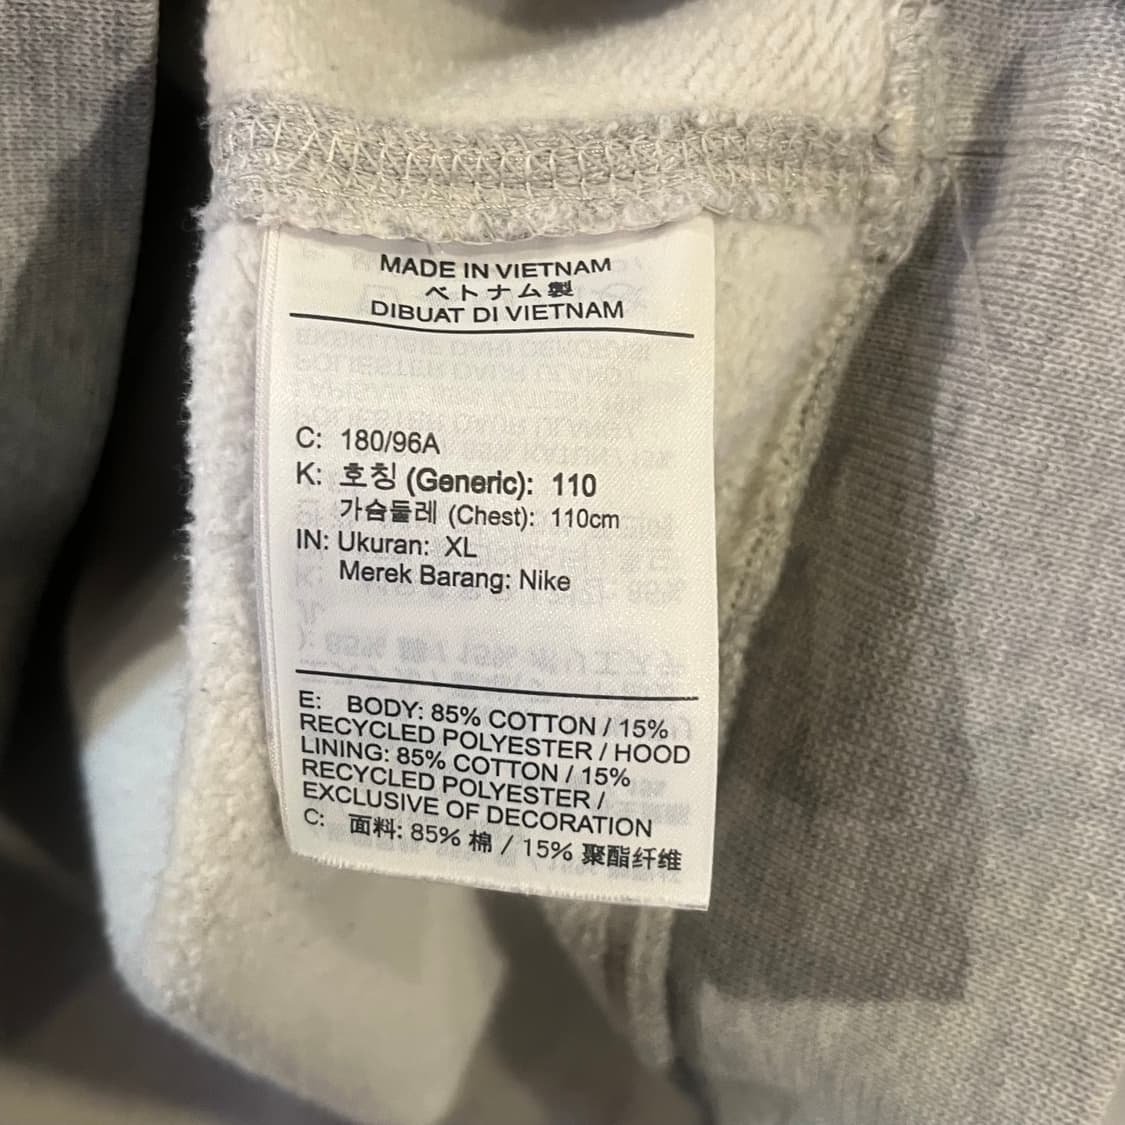 MADE IN VIETNAM
ベトナム製
DIBUAT DI VIETNAM
C: 180/96A
K: 호칭 (Generic): 110
가슴둘레 (Chest): 110cm
IN: Ukuran: XL
Merek Barang: Nike
E: BODY: 85% COTTON / 15%
RECYCLED POLYESTER / HOOD
LINING: 85% COTTON / 15%
RECYCLED POLYESTER /
EXCLUSIVE OF DECORATION
C: 面料: 85% 棉 / 15% 聚酯纤维